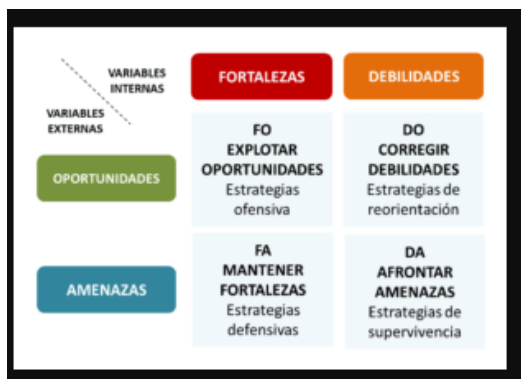 VARIABLES
INTERNAS
FORTALEZAS
DEBILIDADES
VARIABLES
EXTERNAS
OPORTUNIDADES
FO
EXPLOTAR
OPORTUNIDADES
Estrategias
ofensiva
DO
CORREGIR
DEBILIDADES
Estrategias de
reorientación
AMENAZAS
FA
MANTENER
FORTALEZAS
Estrategias
defensivas
DA
AFRONTAR
AMENAZAS
Estrategias de
supervivencia